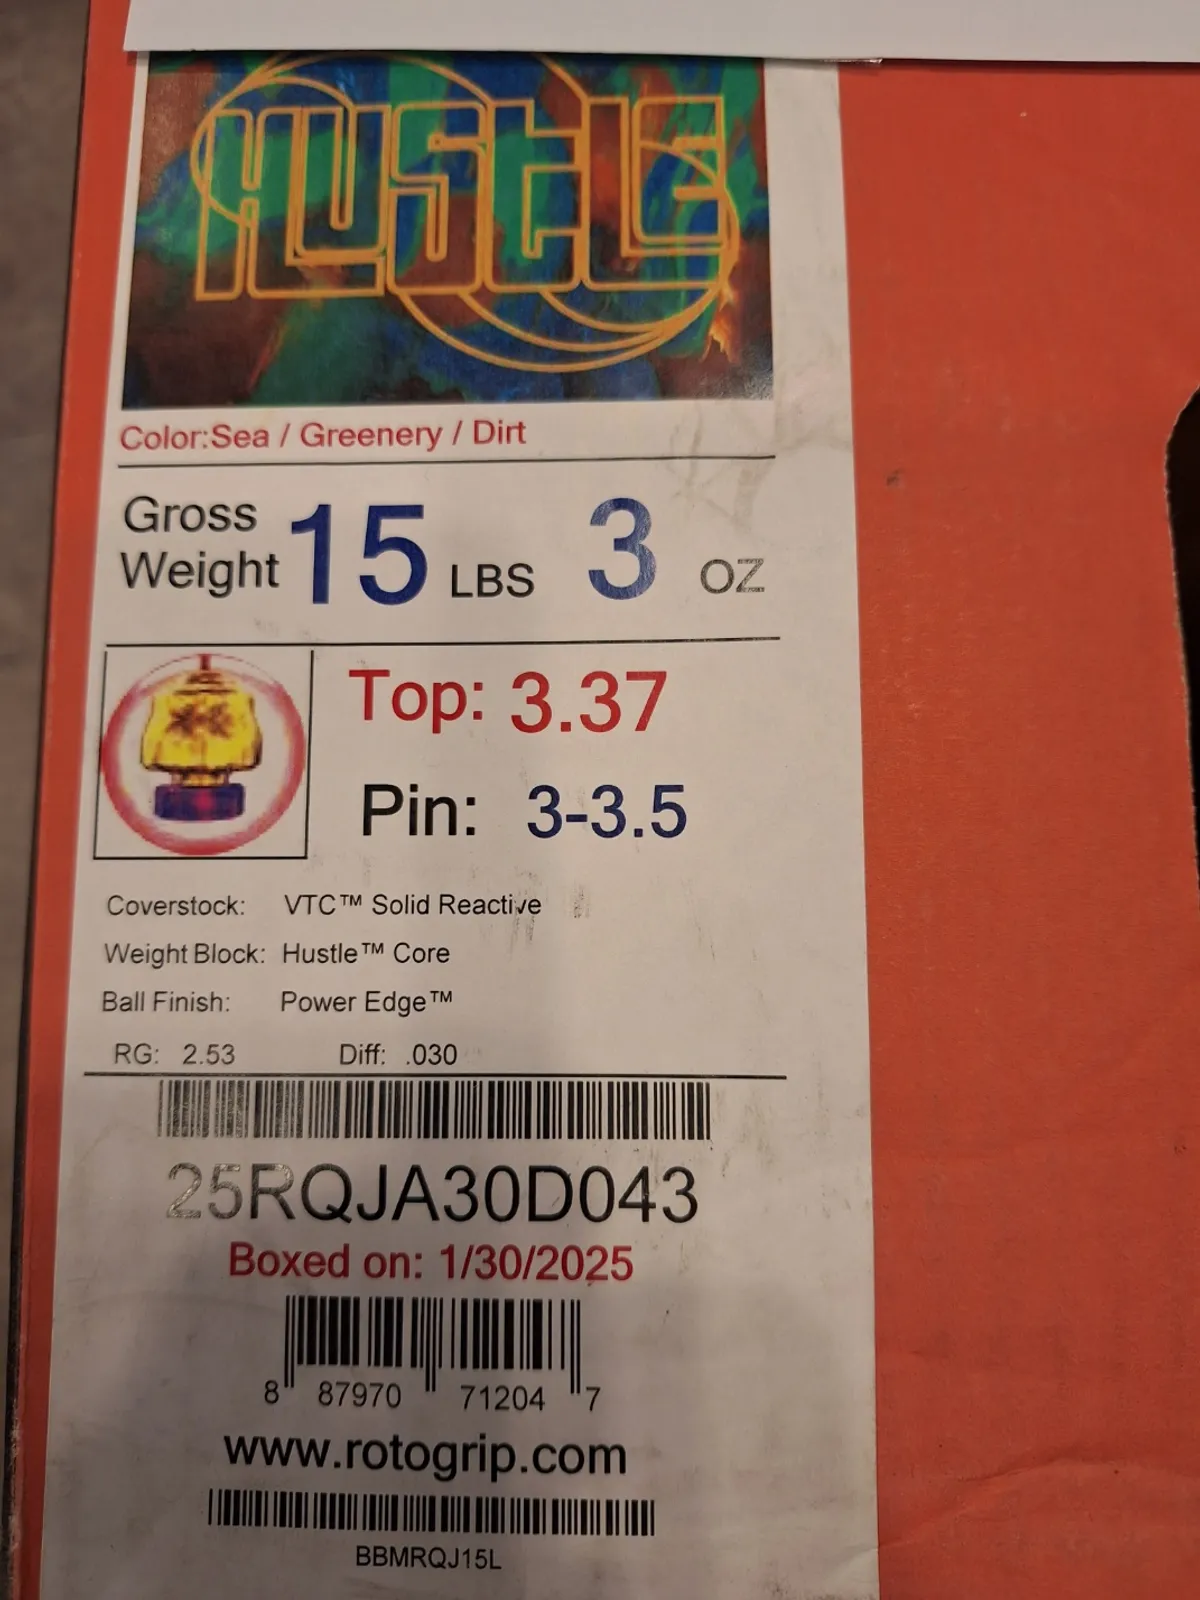 HUSTLE
Color:Sea / Greenery / Dirt
Gross Weight 15 LBS 3 OZ
Top: 3.37
Pin: 3-3.5
Coverstock: VTC™ Solid Reactive
Weight Block: Hustle™ Core
Ball Finish: Power Edge™
RG: 2.53 Diff: .030
25RQJA30D043
Boxed on: 1/30/2025
8 87970 71204 7
www.rotogrip.com
BBMRQJ15L